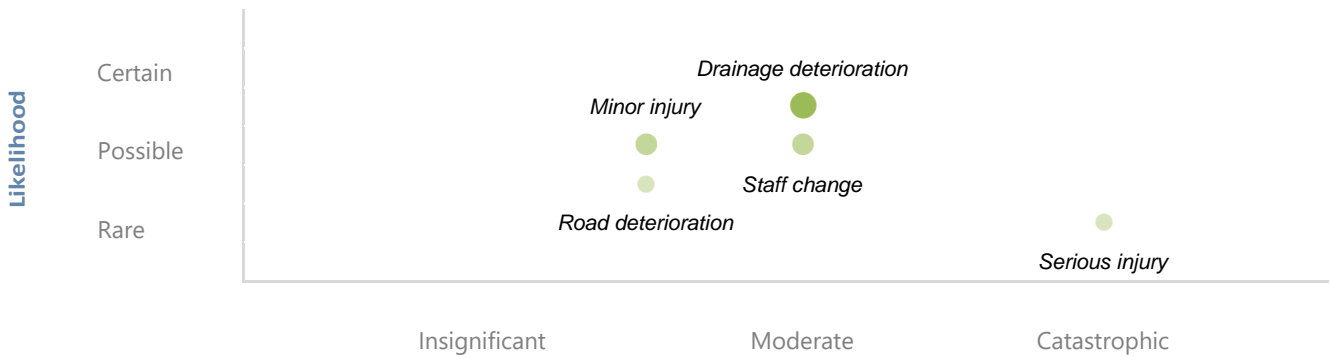 Likelihood
Certain
Drainage deterioration
Minor injury
Possible
Staff change
Road deterioration
Rare
Serious injury
Insignificant
Moderate
Catastrophic